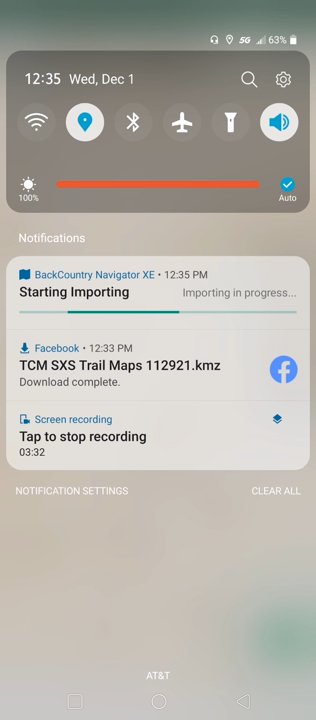 5G 63%
12:35 Wed, Dec 1
100%
Auto
Notifications
BackCountry Navigator XE • 12:35 PM
Starting Importing Importing in progress...
Facebook • 12:33 PM
TCM SXS Trail Maps 112921.kmz
Download complete.
Screen recording
Tap to stop recording
03:32
NOTIFICATION SETTINGS CLEAR ALL
AT&T